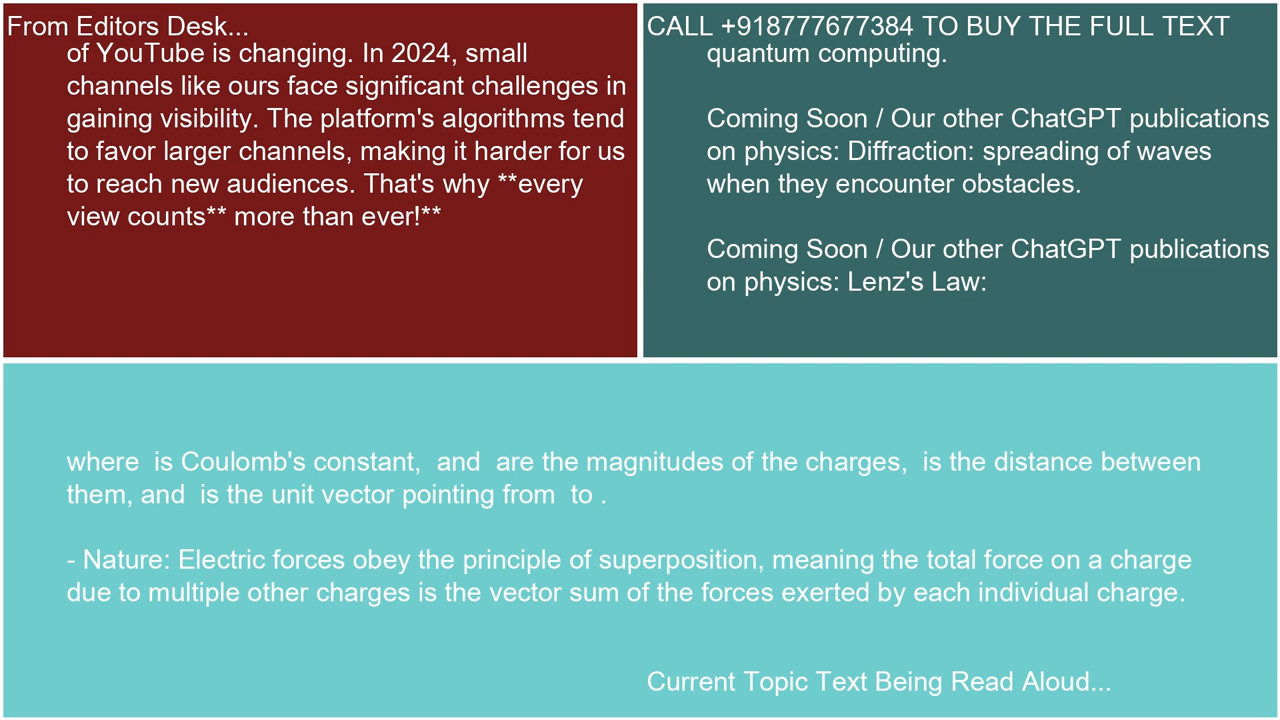 From Editors Desk...
of YouTube is changing. In 2024, small
channels like ours face significant challenges in
gaining visibility. The platform's algorithms tend
to favor larger channels, making it harder for us
to reach new audiences. That's why **every
view counts** more than ever!**
CALL +918777677384 TO BUY THE FULL TEXT
quantum computing.
Coming Soon / Our other ChatGPT publications
on physics: Diffraction: spreading of waves
when they encounter obstacles.
Coming Soon / Our other ChatGPT publications
on physics: Lenz's Law:
where  is Coulomb's constant,  and  are the magnitudes of the charges,  is the distance between
them, and  is the unit vector pointing from  to .
- Nature: Electric forces obey the principle of superposition, meaning the total force on a charge
due to multiple other charges is the vector sum of the forces exerted by each individual charge.
Current Topic Text Being Read Aloud...